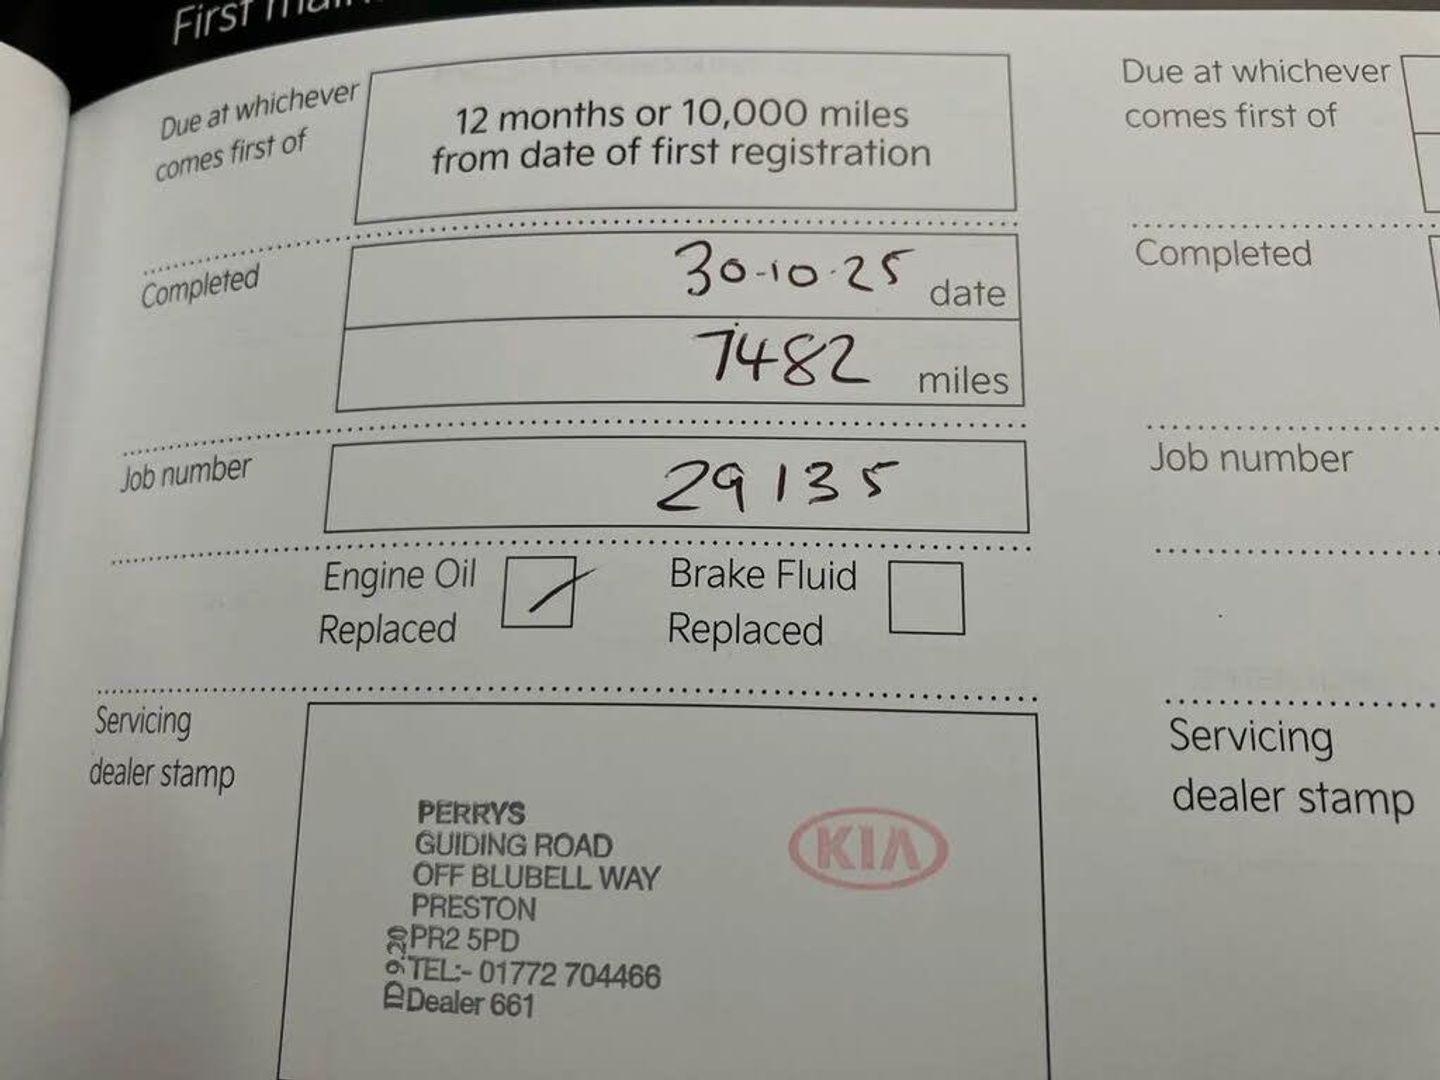 First
Due at whichever
comes first of
12 months or 10,000 miles
from date of first registration
Completed
30-10-25 date
7482 miles
Job number
29135
Engine Oil
Replaced
Brake Fluid
Replaced
Servicing
dealer stamp
PERRYS
GUIDING ROAD
OFF BLUBELL WAY
PRESTON
PR2 5PD
TEL:- 01772 704466
Dealer 661
KIA
Due at whichever
comes first of
Completed
Job number
Servicing
dealer stamp